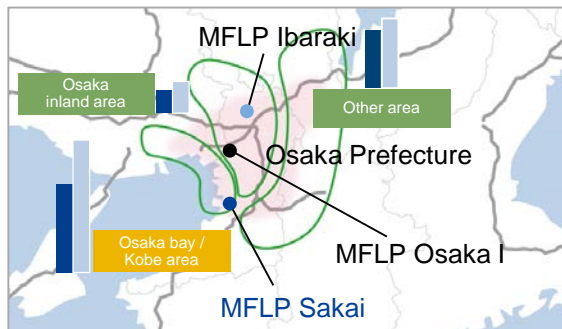 MFLP Ibaraki
Osaka
inland area
Other area
Osaka Prefecture
Osaka bay /
Kobe area
MFLP Osaka I
MFLP Sakai